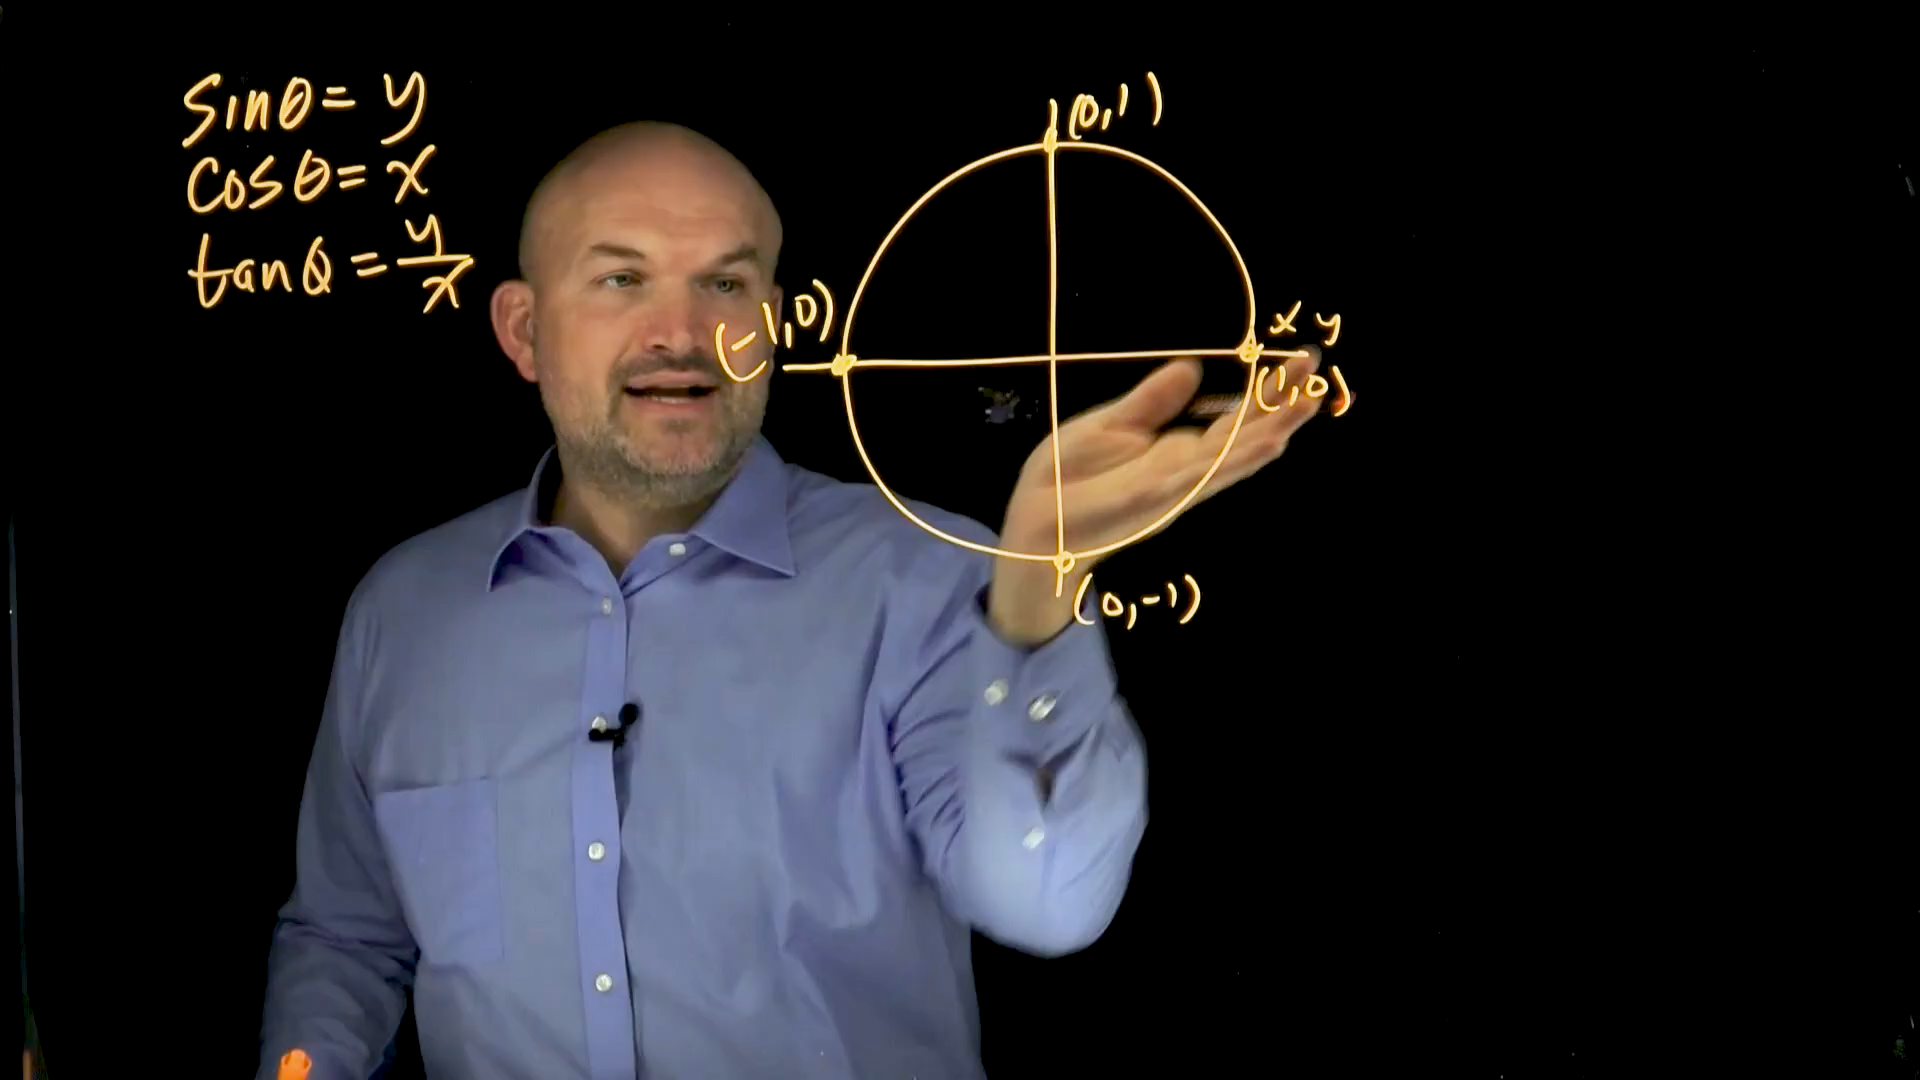 sinθ = y
cosθ = x
tanθ = y/x
(0,1)
(-1,0)
x y
(1,0)
(0,-1)